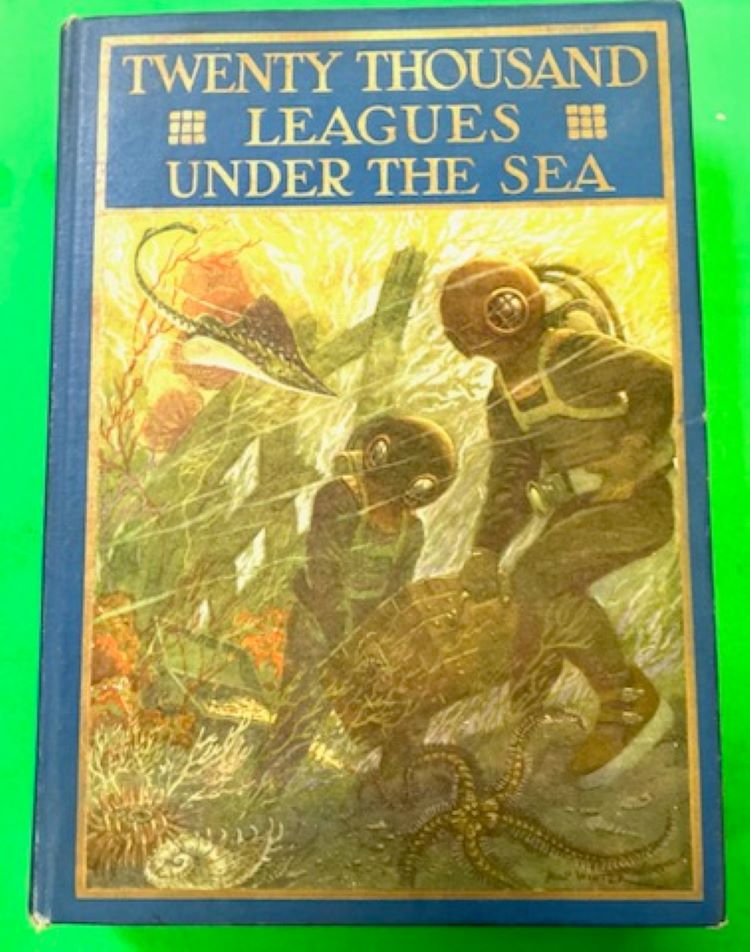 TWENTY THOUSAND
LEAGUES
UNDER THE SEA